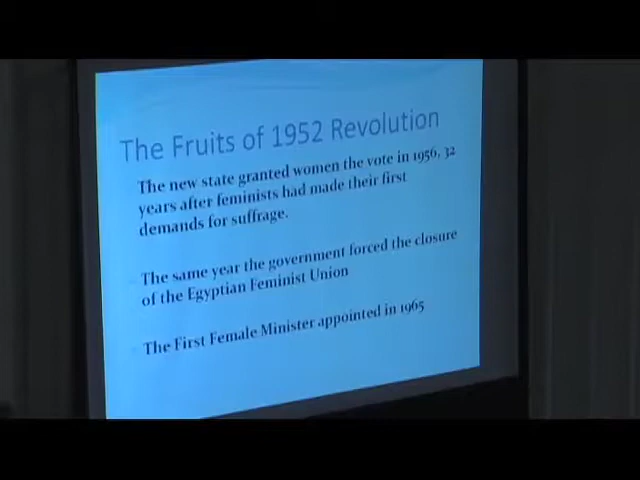 The Fruits of 1952 Revolution
The new state granted women the vote in 1956, 32
years after feminists had made their first
demands for suffrage.
The same year the government forced the closure
of the Egyptian Feminist Union
The First Female Minister appointed in 1965